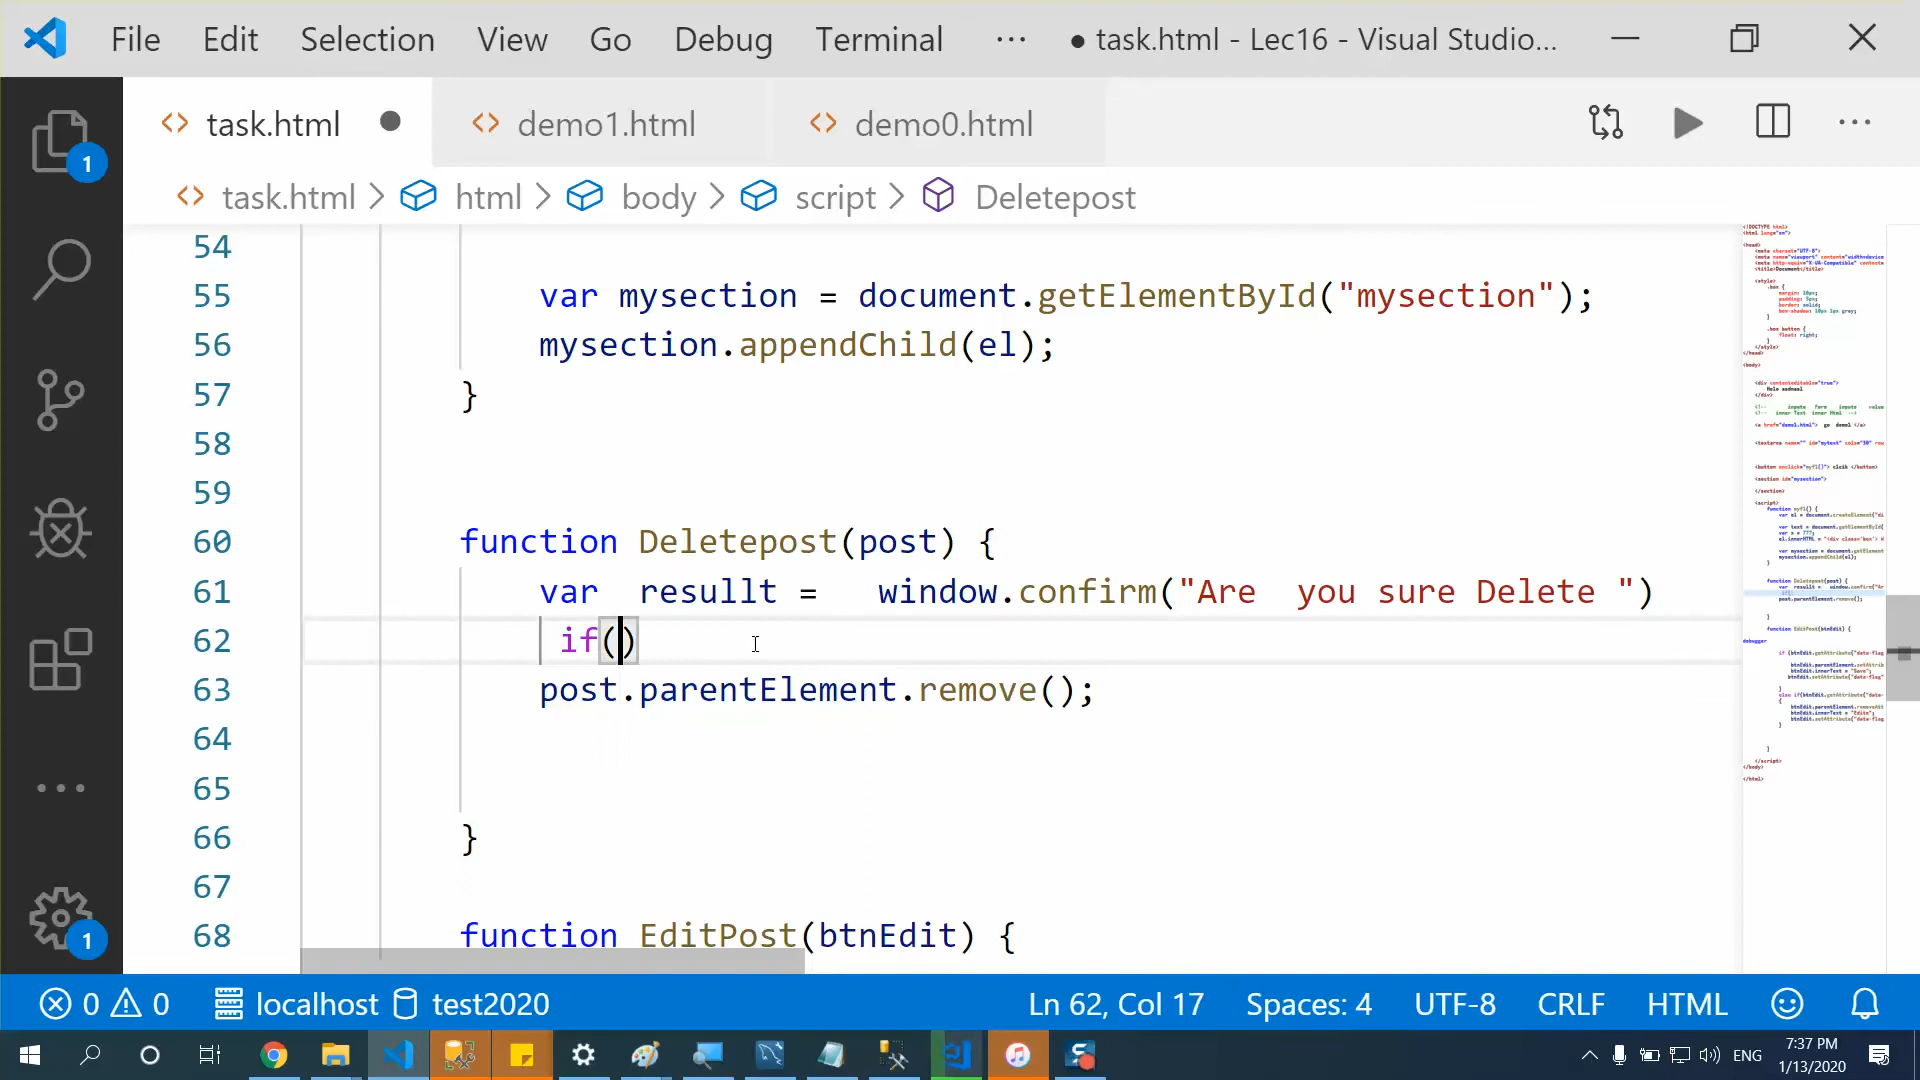 File Edit Selection View Go Debug Terminal ··· ● task.html - Lec16 - Visual Studio...
task.html demo1.html demo0.html
task.html > html > body > script > Deletepost
54
55 var mysection = document.getElementById("mysection");
56 mysection.appendChild(el);
57 }
58
59
60 function Deletepost(post) {
61 var  resullt =   window.confirm("Are  you sure Delete ")
62 if()
63 post.parentElement.remove();
64
65
66 }
67
68 function EditPost(btnEdit) {
1
1
0 0 localhost test2020 Ln 62, Col 17 Spaces: 4 UTF-8 CRLF HTML
ENG 7:37 PM
1/13/2020